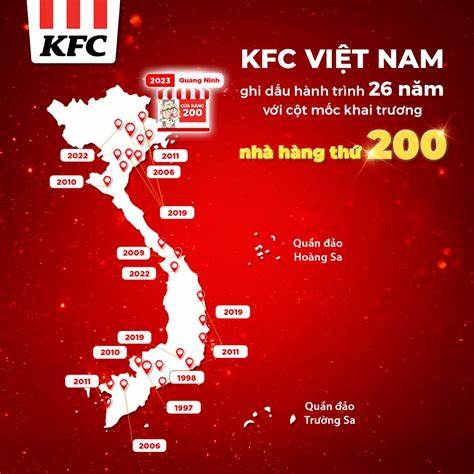 KFC
KFC VIỆT NAM
ghi dấu hành trình 26 năm
với cột mốc khai trương
nhà hàng thứ 200
2023 Quang Ninh
CỬA HÀNG
200
2022
2011
2006
2010
2019
2009
2022
Quần đảo
Hoàng Sa
2019
2019
2010
2011
2011
1998
1997
2006
Quần đảo
Trường Sa